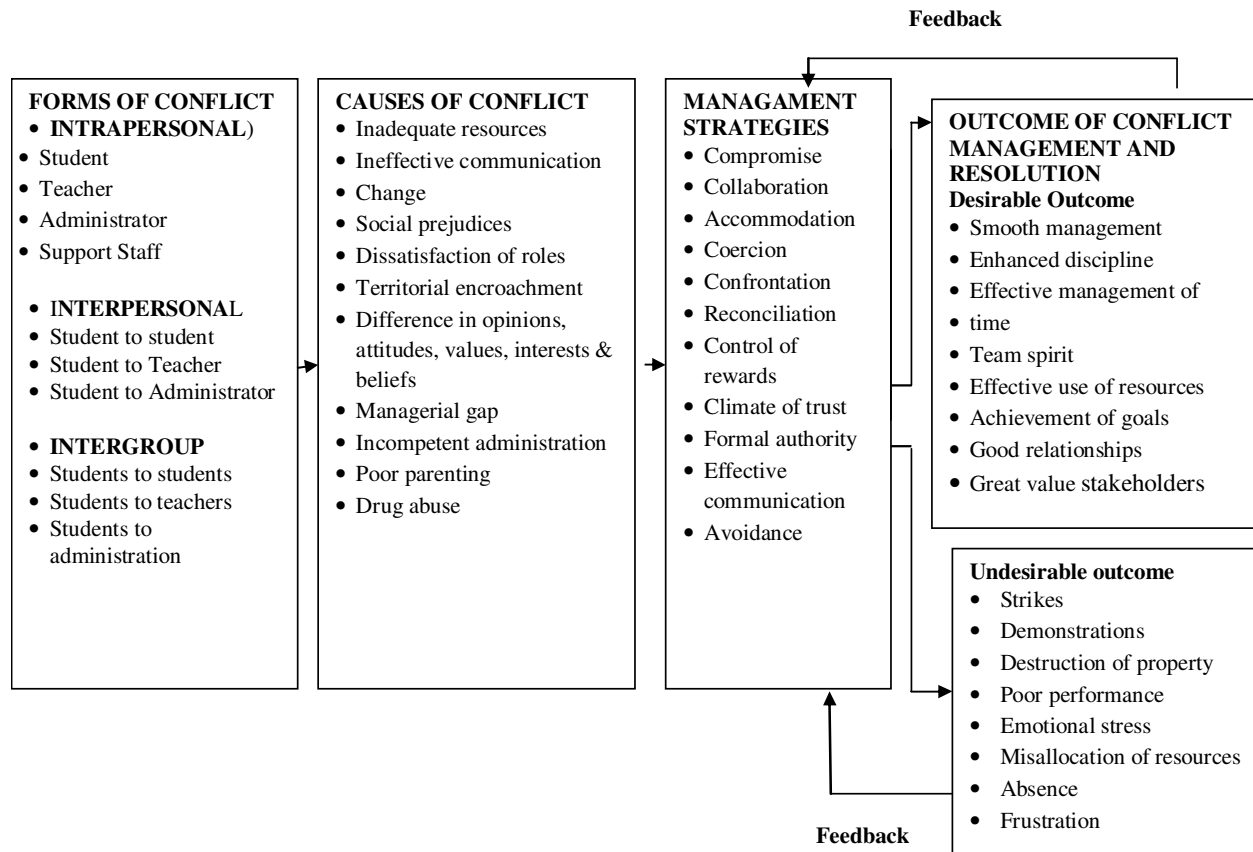 Feedback
FORMS OF CONFLICT
• INTRAPERSONAL)
• Student
• Teacher
• Administrator
• Support Staff
• INTERPERSONAL
• Student to student
• Student to Teacher
• Student to Administrator
• INTERGROUP
• Students to students
• Students to teachers
• Students to
administration
CAUSES OF CONFLICT
• Inadequate resources
• Ineffective communication
• Change
• Social prejudices
• Dissatisfaction of roles
• Territorial encroachment
• Difference in opinions,
attitudes, values, interests &
beliefs
• Managerial gap
• Incompetent administration
• Poor parenting
• Drug abuse
MANAGAMENT
STRATEGIES
• Compromise
• Collaboration
• Accommodation
• Coercion
• Confrontation
• Reconciliation
• Control of
rewards
• Climate of trust
• Formal authority
• Effective
communication
• Avoidance
OUTCOME OF CONFLICT
MANAGEMENT AND
RESOLUTION
Desirable Outcome
• Smooth management
• Enhanced discipline
• Effective management of
• time
• Team spirit
• Effective use of resources
• Achievement of goals
• Good relationships
• Great value stakeholders
Undesirable outcome
• Strikes
• Demonstrations
• Destruction of property
• Poor performance
• Emotional stress
• Misallocation of resources
• Absence
• Frustration
Feedback